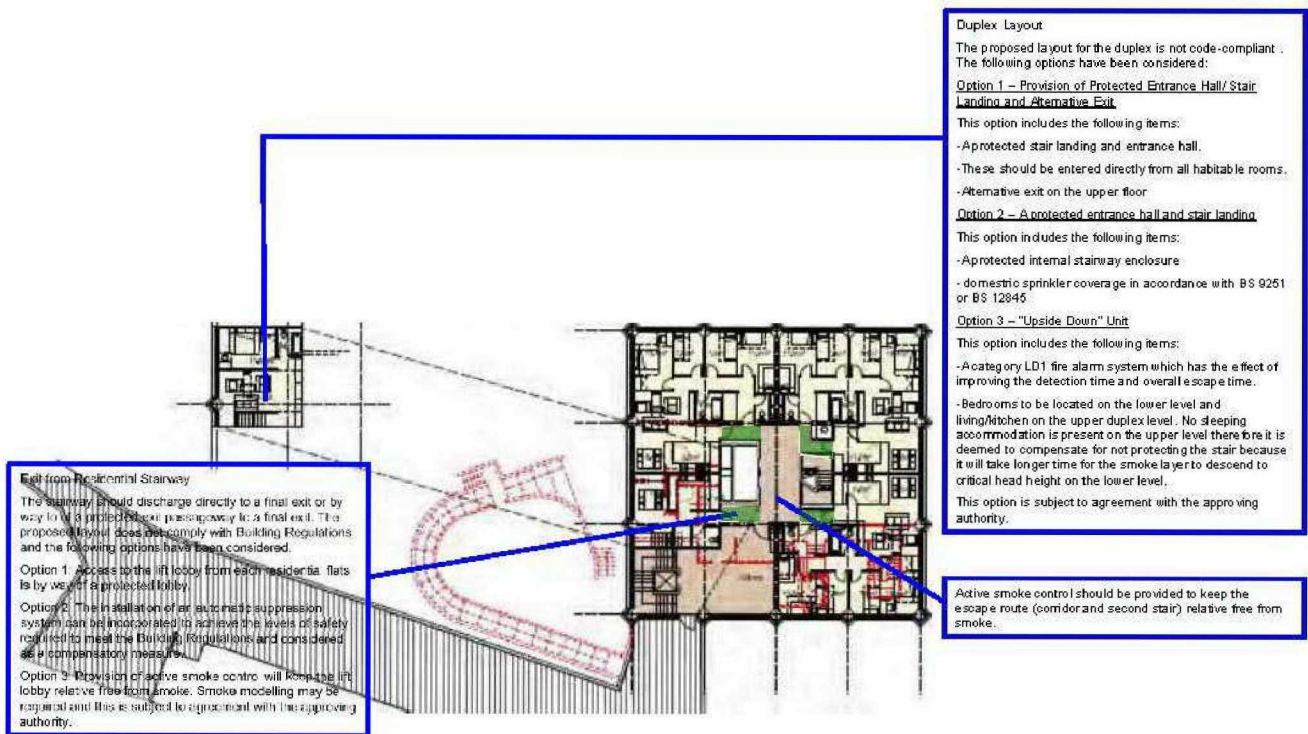 Duplex Layout
The proposed layout for the duplex is not code-compliant .
The following options have been considered:
Option 1 – Provision of Protected Entrance Hall/ Stair
Landing and Alternative Exit
This option includes the following items:
-Aprotected stair landing and entrance hall.
-These should be entered directly from all habitable rooms.
-Alternative exit on the upper floor
Option 2 – A protected entrance hall and stair landing
This option includes the following items:
-Aprotected internal stairway enclosure
- domestric sprinkler coverage in accordance with BS 9251
or BS 12845
Option 3 – "Upside Down" Unit
This option includes the following items:
-Acategory LD1 fire alarm system which has the effect of
improving the detection time and overall escape time.
-Bedrooms to be located on the lower level and
living/kitchen on the upper duplex level. No sleeping
accommodation is present on the upper level therefore it is
deemed to compensate for not protecting the stair because
it will take longer time for the smoke layer to descend to
critical head height on the lower level.
This option is subject to agreement with the approving
authority.
Exit from Residential Stairway
The stairway should discharge directly to a final exit or by
way to of a protected exit passageway to a final exit. The
proposed layout does not comply with Building Regulations
and the following options have been considered.
Option 1: Access to the lift lobby from each residential flats
is by way of a protected lobby.
Option 2: The installation of an automatic suppression
system can be incorporated to achieve the levels of safety
required to meet the Building Regulations and considered
as a compensatory measure.
Option 3: Provision of active smoke control will keep the lift
lobby relative free from smoke. Smoke modelling may be
required and this is subject to agreement with the approving
authority.
Active smoke control should be provided to keep the
escape route (corridor and second stair) relative free from
smoke.